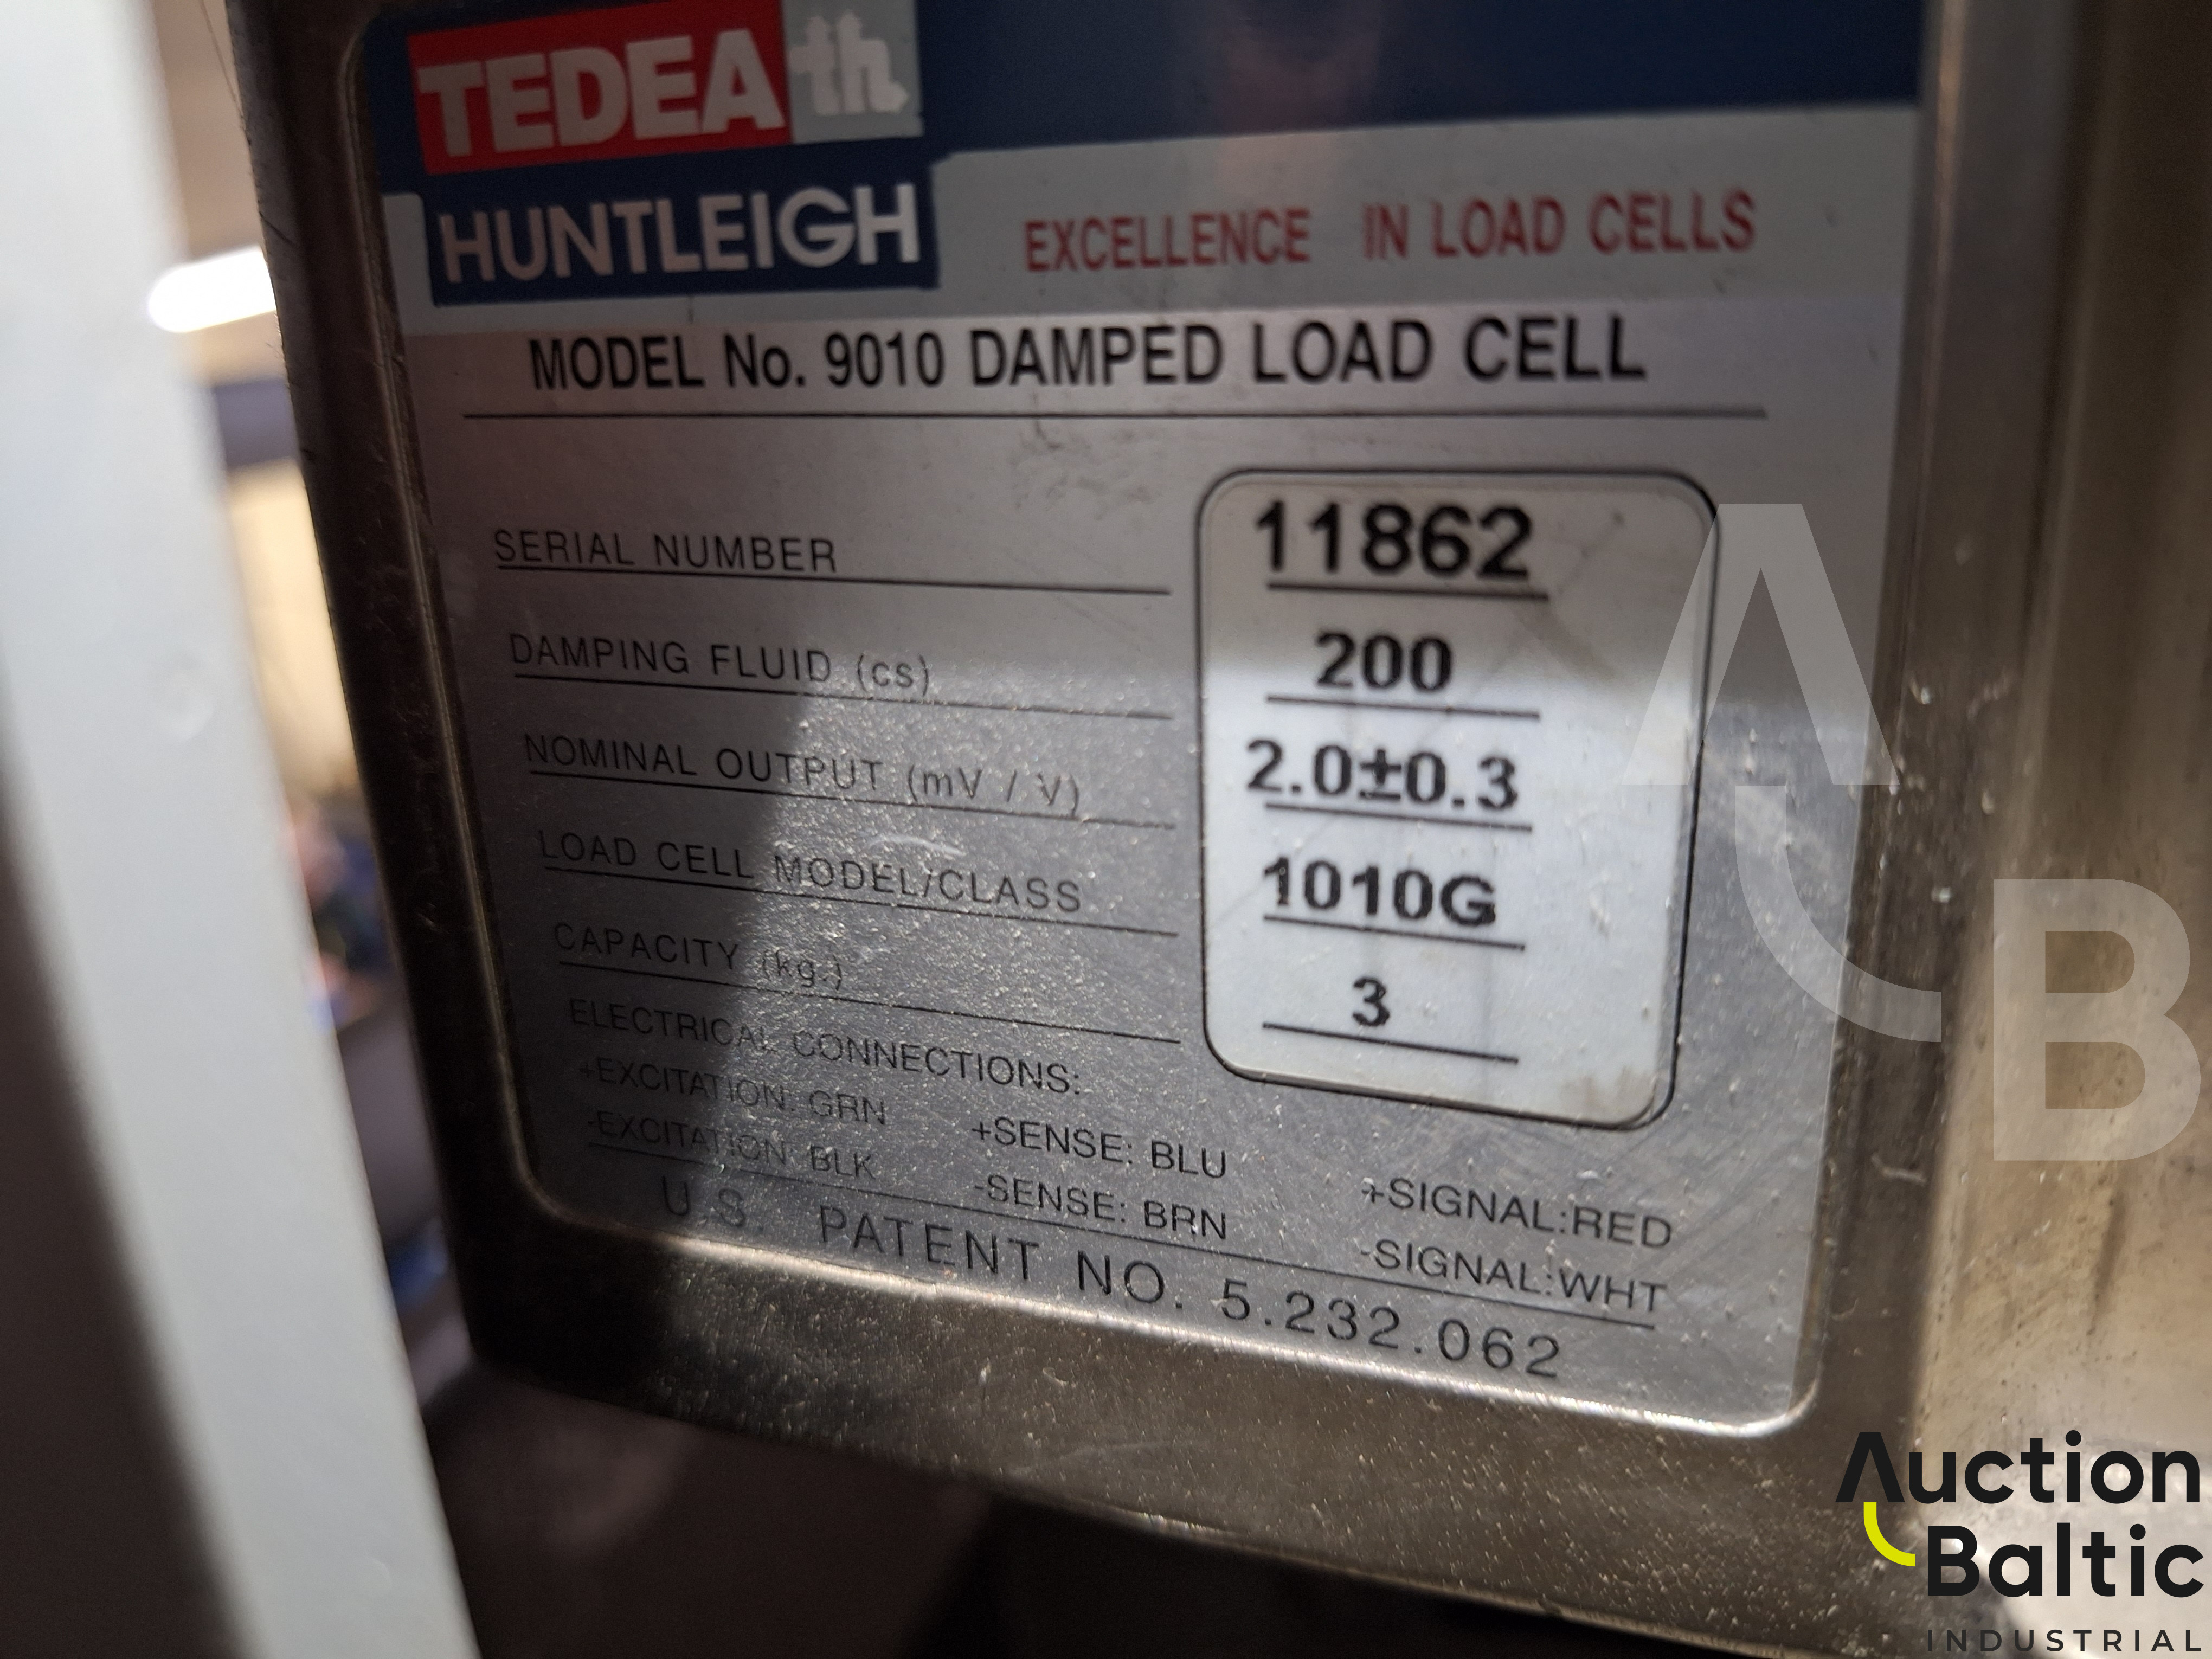 TEDEA th
HUNTLEIGH
EXCELLENCE IN LOAD CELLS
MODEL No. 9010 DAMPED LOAD CELL
SERIAL NUMBER 11862
DAMPING FLUID (cs) 200
NOMINAL OUTPUT (mV / V) 2.0±0.3
LOAD CELL MODEL/CLASS 1010G
CAPACITY (kg.) 3
ELECTRICAL CONNECTIONS:
+EXCITATION: GRN +SENSE: BLU +SIGNAL:RED
-EXCITATION: BLK -SENSE: BRN -SIGNAL:WHT
U.S. PATENT NO. 5.232.062
AB
Auction
Baltic
INDUSTRIAL